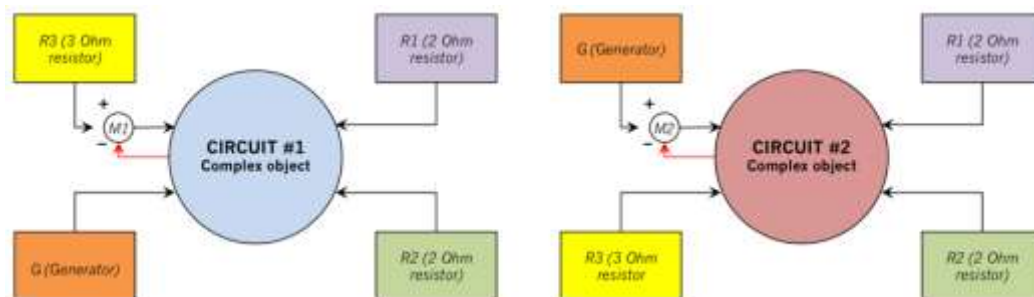 R3 (3 Ohm
resistor)
R1 (2 Ohm
resistor)
+
M1
−
CIRCUIT #1
Complex object
G (Generator)
R2 (2 Ohm
resistor)
G (Generator)
R1 (2 Ohm
resistor)
+
M2
−
CIRCUIT #2
Complex object
R3 (3 Ohm
resistor
R2 (2 Ohm
resistor)